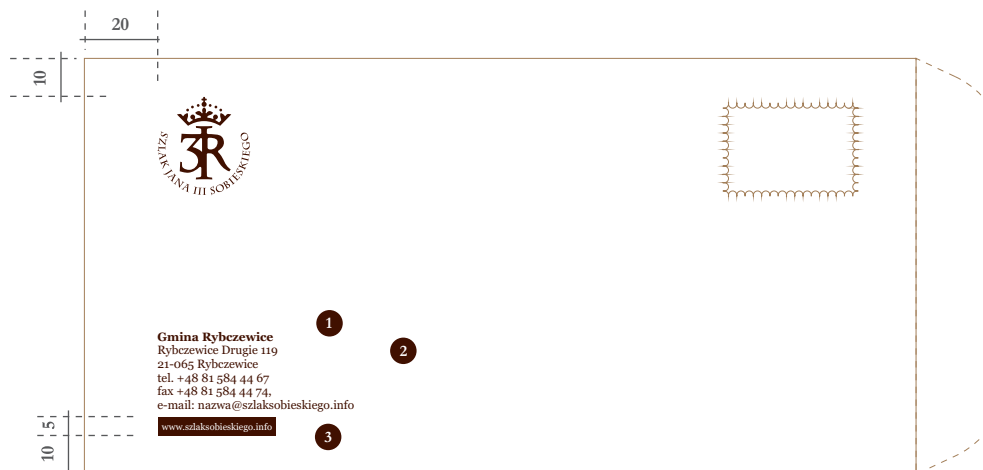 20
10
SZLAK JANA III SOBIESKIEGO
3R
1
Gmina Rybczewice
2
Rybczewice Drugie 119
21-065 Rybczewice
tel. +48 81 584 44 67
fax +48 81 584 44 74,
e-mail: nazwa@szlaksobieskiego.info
5
www.szlaksobieskiego.info
3
10